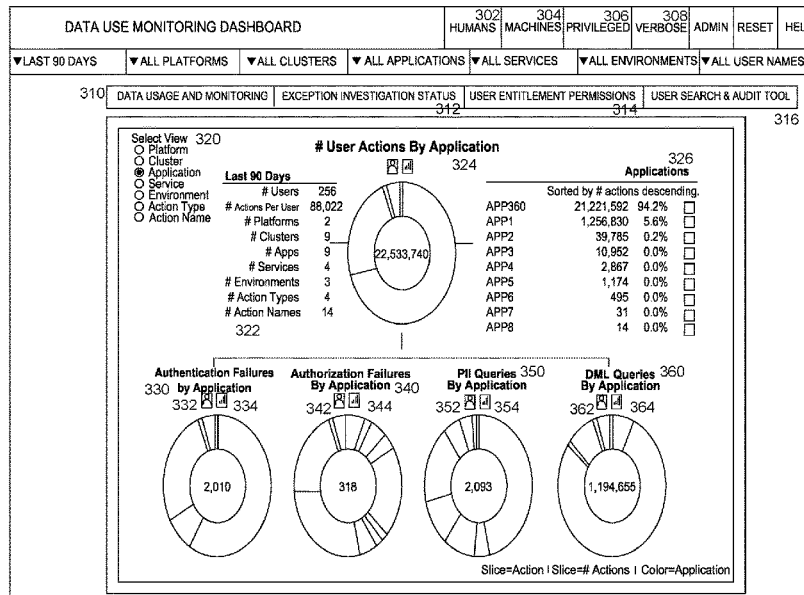 DATA USE MONITORING DASHBOARD
HUMANS 302
MACHINES 304
PRIVILEGED 306
VERBOSE 308
ADMIN
RESET
HEL
▼LAST 90 DAYS
▼ALL PLATFORMS
▼ALL CLUSTERS
▼ALL APPLICATIONS
▼ALL SERVICES
▼ALL ENVIRONMENTS
▼ALL USER NAMES
310
DATA USAGE AND MONITORING
EXCEPTION INVESTIGATION STATUS
312
USER ENTITLEMENT PERMISSIONS
314
USER SEARCH & AUDIT TOOL
316
Select View 320
Platform
Cluster
Application
Service
Environment
Action Type
Action Name
# User Actions By Application
324
Last 90 Days
# Users 256
# Actions Per User 88,022
# Platforms 2
# Clusters 9
# Apps 9
# Services 4
# Environments 3
# Action Types 4
# Action Names 14
322
22,533,740
326
Applications
Sorted by # actions descending.
APP360 21,221,592 94.2%
APP1 1,256,830 5.6%
APP2 39,785 0.2%
APP3 10,952 0.0%
APP4 2,867 0.0%
APP5 1,174 0.0%
APP6 495 0.0%
APP7 31 0.0%
APP8 14 0.0%
Authentication Failures
330 by Application
332 334
2,010
Authorization Failures
By Application 340
342 344
318
PII Queries 350
By Application
352 354
2,093
DML Queries 360
By Application
362 364
1,194,655
Slice=Action I Slice=# Actions I Color=Application